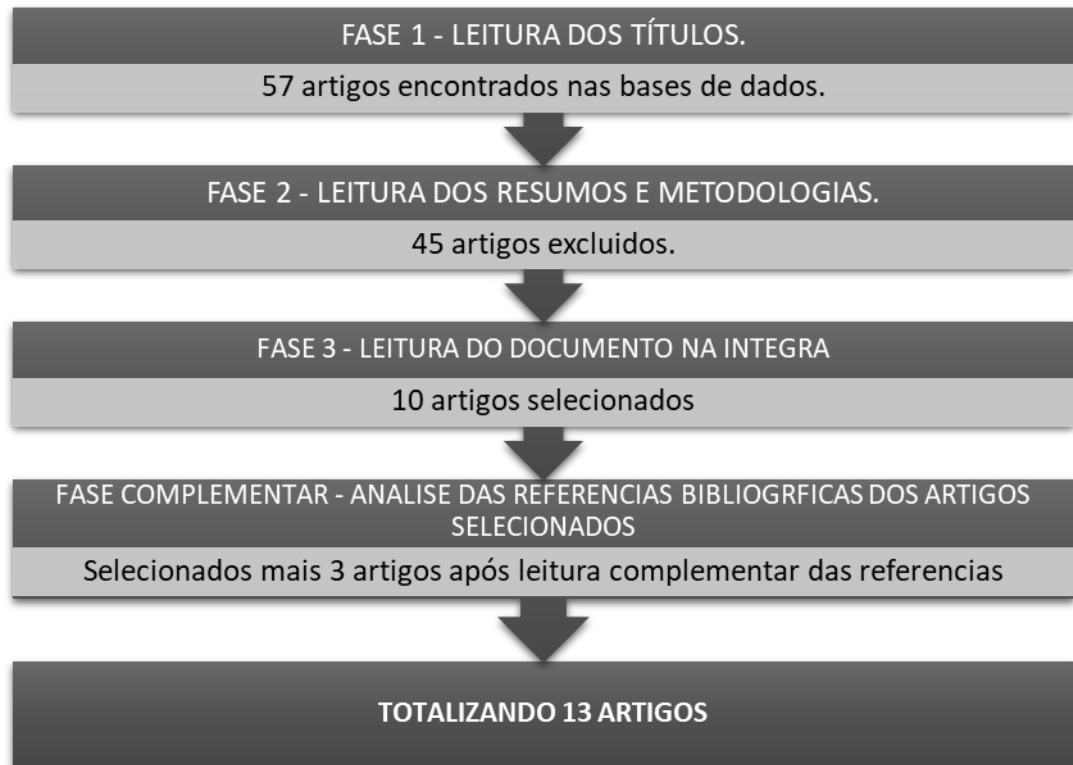 FASE 1 - LEITURA DOS TÍTULOS.
57 artigos encontrados nas bases de dados.
FASE 2 - LEITURA DOS RESUMOS E METODOLOGIAS.
45 artigos excluidos.
FASE 3 - LEITURA DO DOCUMENTO NA INTEGRA
10 artigos selecionados
FASE COMPLEMENTAR - ANALISE DAS REFERENCIAS BIBLIOGRFICAS DOS ARTIGOS
SELECIONADOS
Selecionados mais 3 artigos após leitura complementar das referencias
TOTALIZANDO 13 ARTIGOS